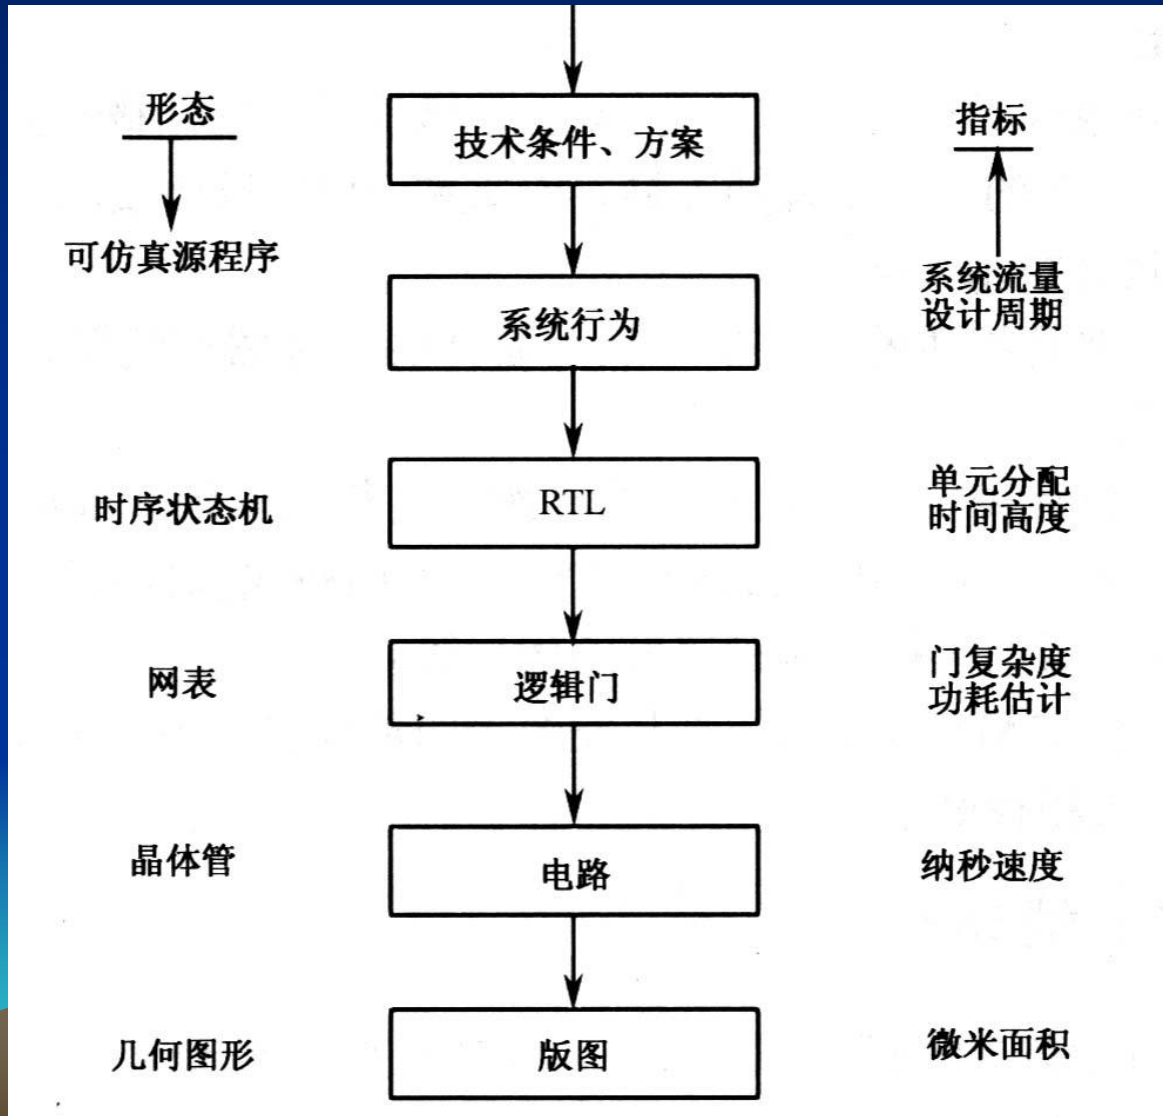 形态
技术条件、方案
指标
可仿真源程序
系统行为
系统流量
设计周期
时序状态机
RTL
单元分配
时间高度
网表
逻辑门
门复杂度
功耗估计
晶体管
电路
纳秒速度
几何图形
版图
微米面积